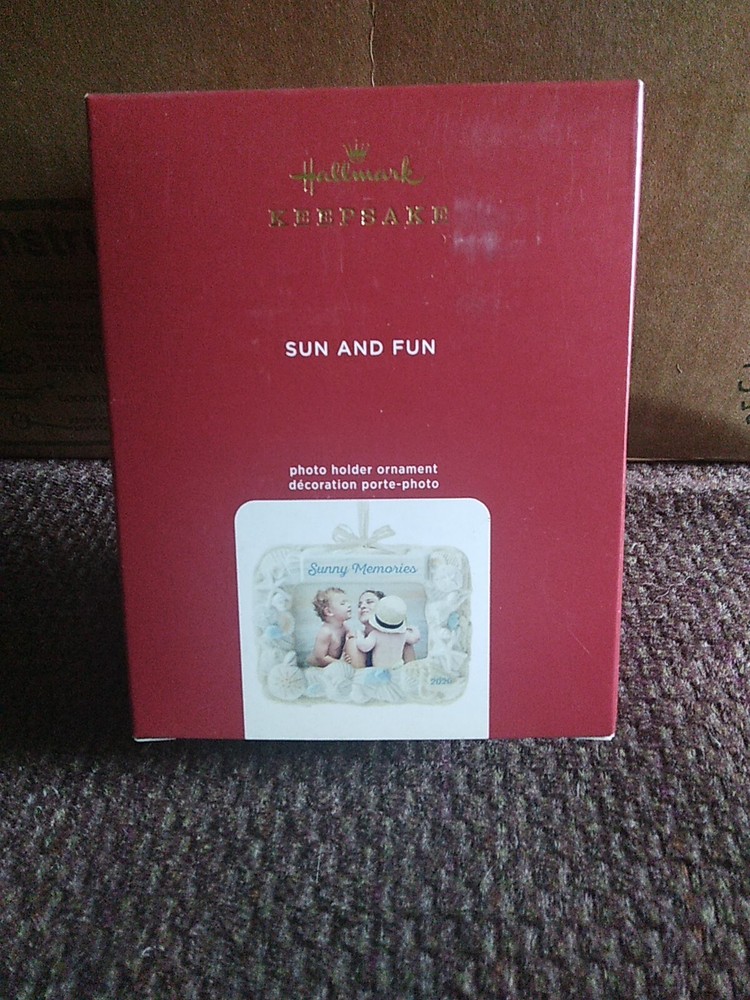 Hallmark
KEEPSAKE
SUN AND FUN
photo holder ornament
décoration porte-photo
Sunny Memories
2020